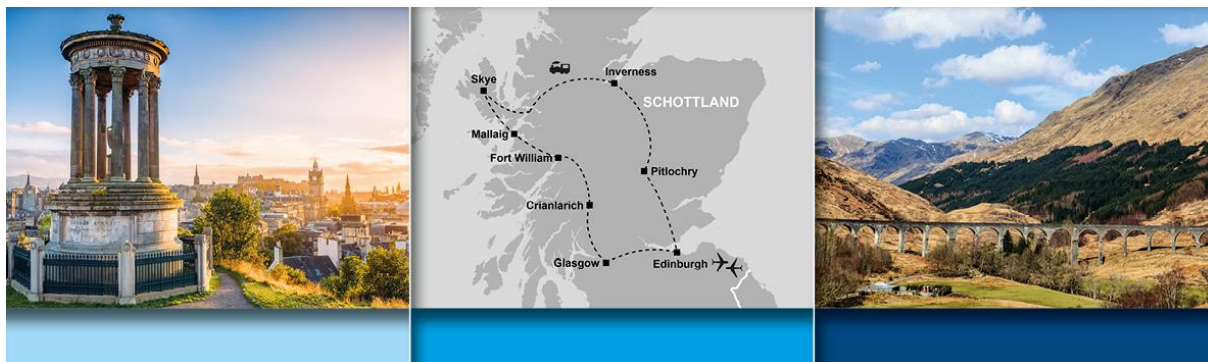 Skye
Inverness
SCHOTTLAND
Mallaig
Fort William
Pitlochry
Crianlarich
Glasgow
Edinburgh